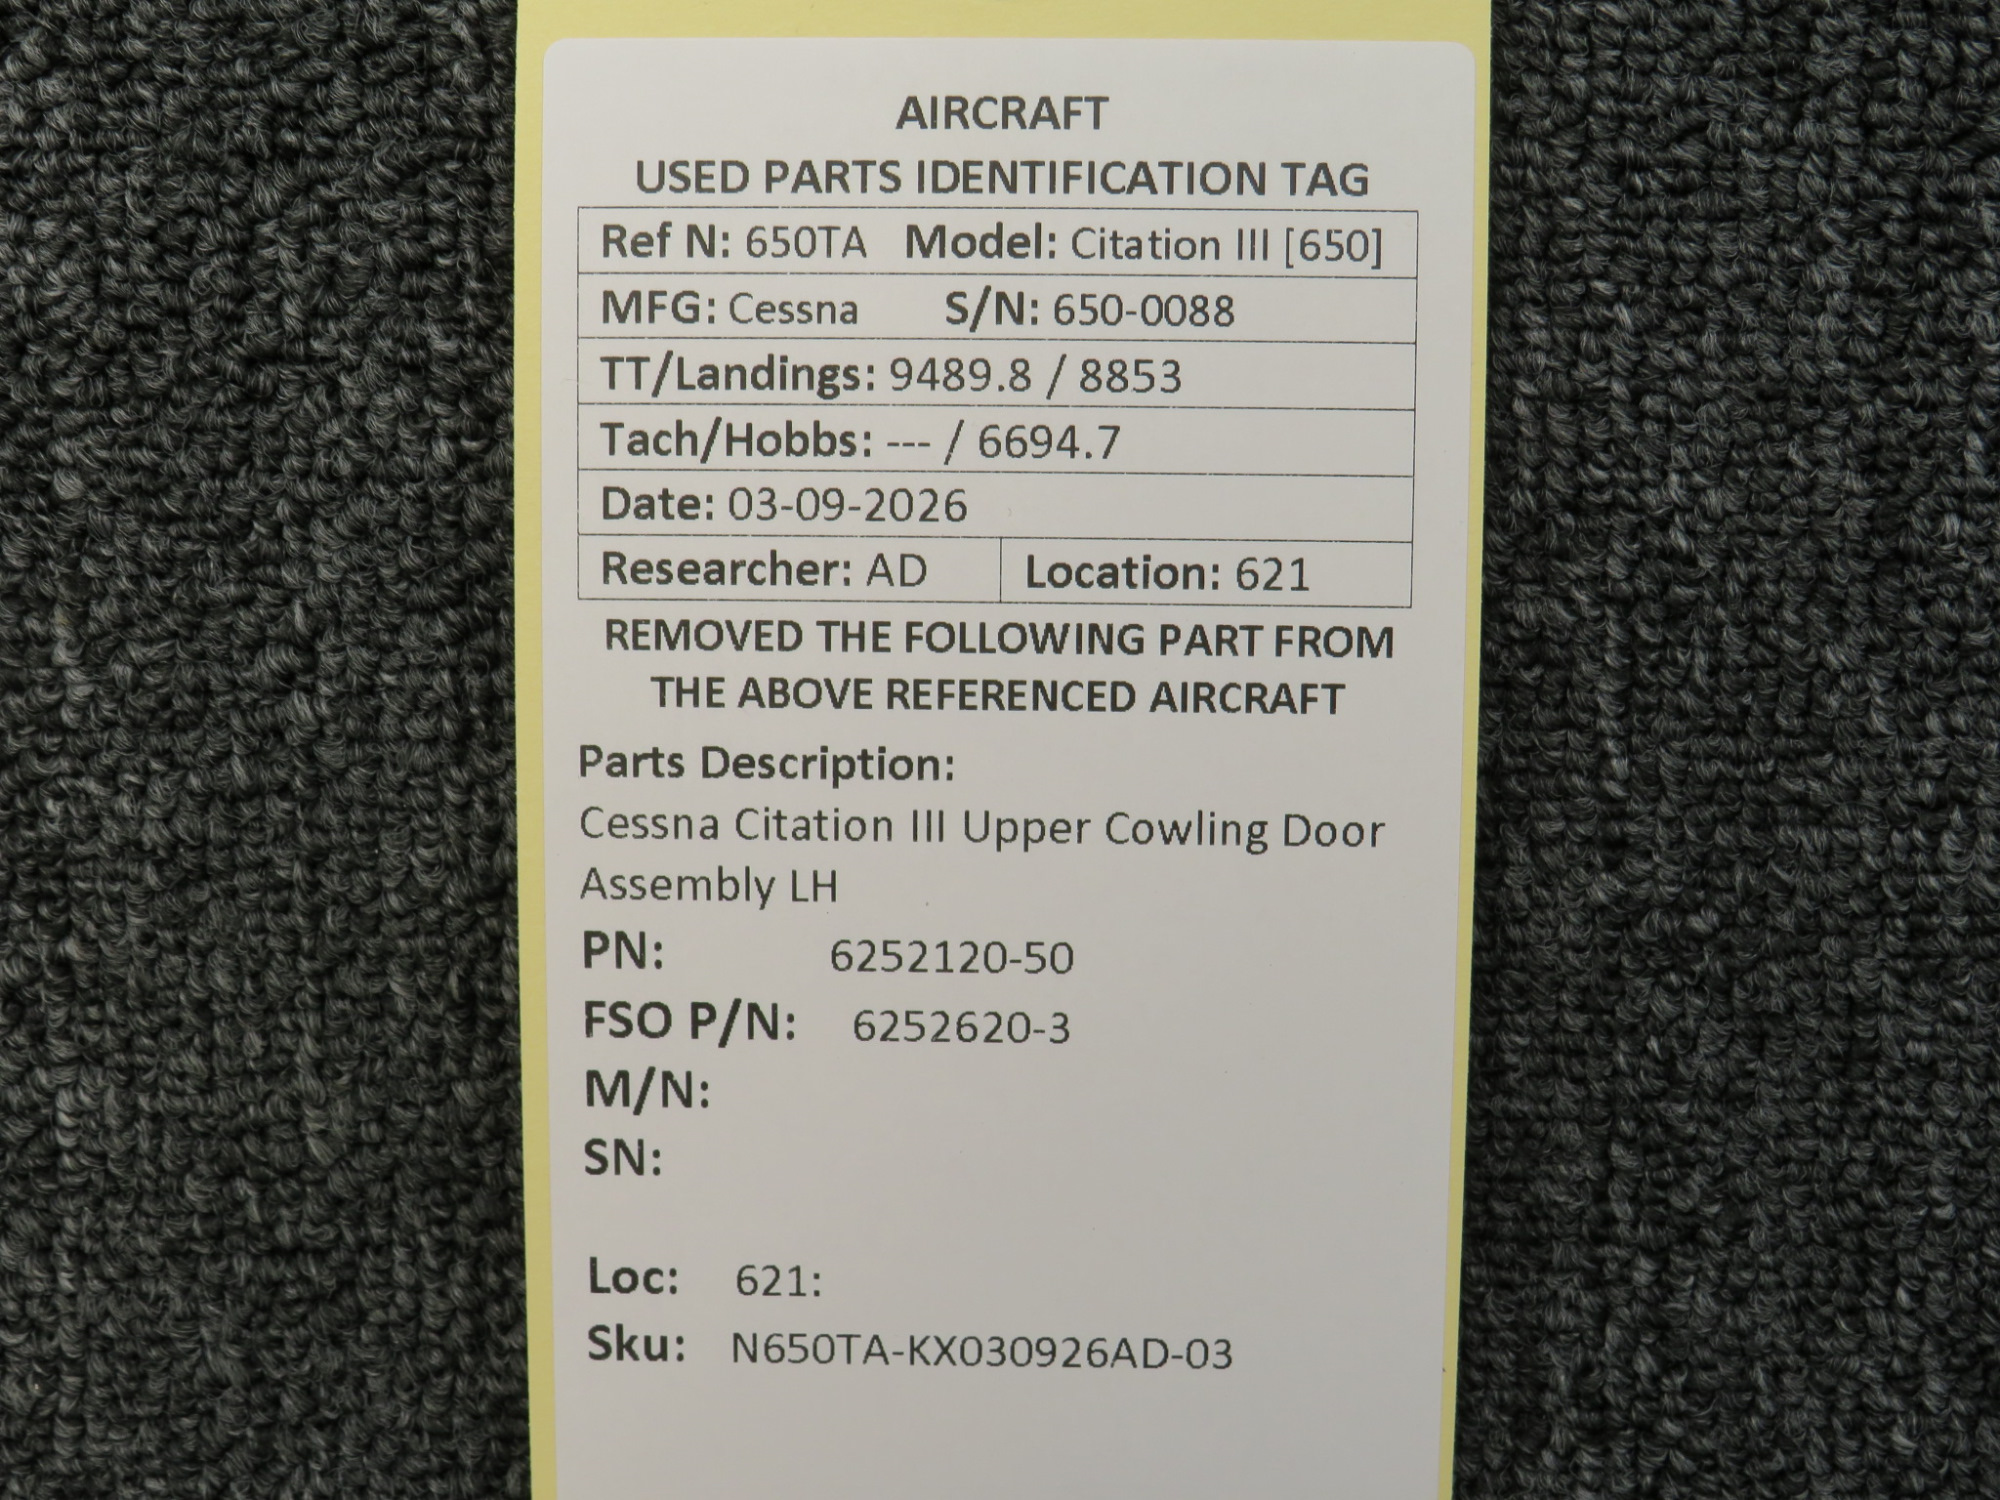 AIRCRAFT
USED PARTS IDENTIFICATION TAG
Ref N: 650TA Model: Citation III [650]
MFG: Cessna S/N: 650-0088
TT/Landings: 9489.8 / 8853
Tach/Hobbs: --- / 6694.7
Date: 03-09-2026
Researcher: AD Location: 621
REMOVED THE FOLLOWING PART FROM
THE ABOVE REFERENCED AIRCRAFT
Parts Description:
Cessna Citation III Upper Cowling Door
Assembly LH
PN: 6252120-50
FSO P/N: 6252620-3
M/N:
SN:
Loc: 621:
Sku: N650TA-KX030926AD-03